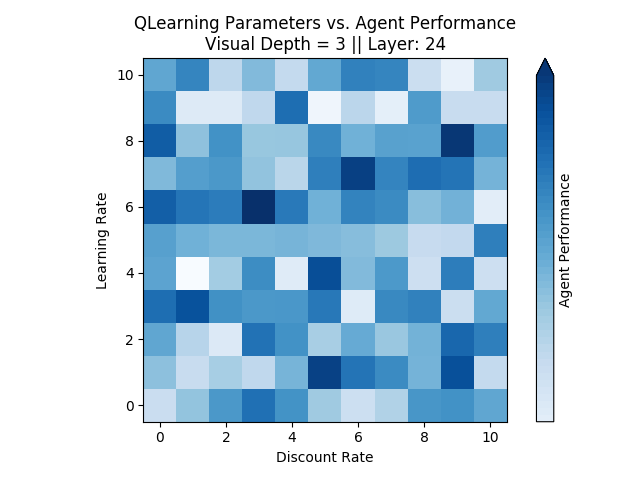 QLearning Parameters vs. Agent Performance
Visual Depth = 3 || Layer: 24
10
8
6
4
2
0
Learning Rate
0 2 4 6 8 10
Discount Rate
Agent Performance